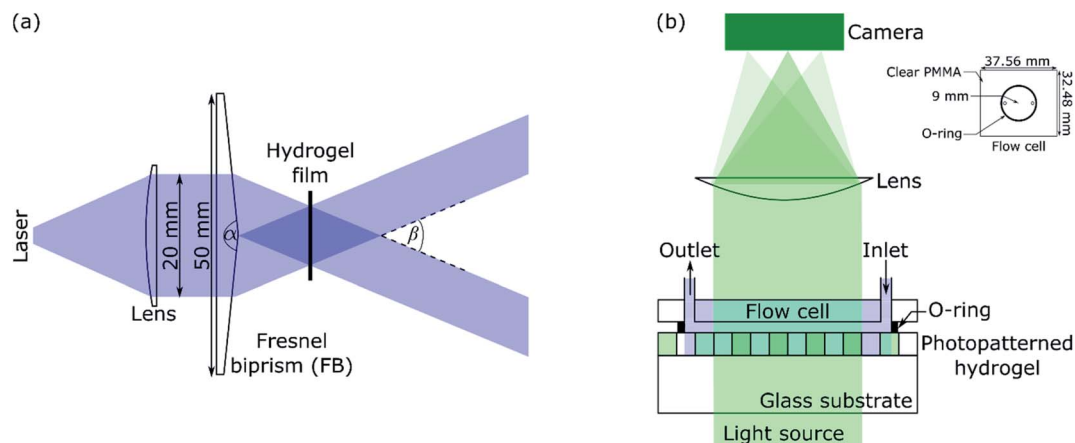 (a)
Laser
Lens
20 mm
50 mm
α
Fresnel
biprism (FB)
Hydrogel
film
β
(b)
Camera
Clear PMMA
9 mm
O-ring
37.56 mm
32.48 mm
Flow cell
Lens
Outlet
Inlet
Flow cell
O-ring
Photopatterned
hydrogel
Glass substrate
Light source